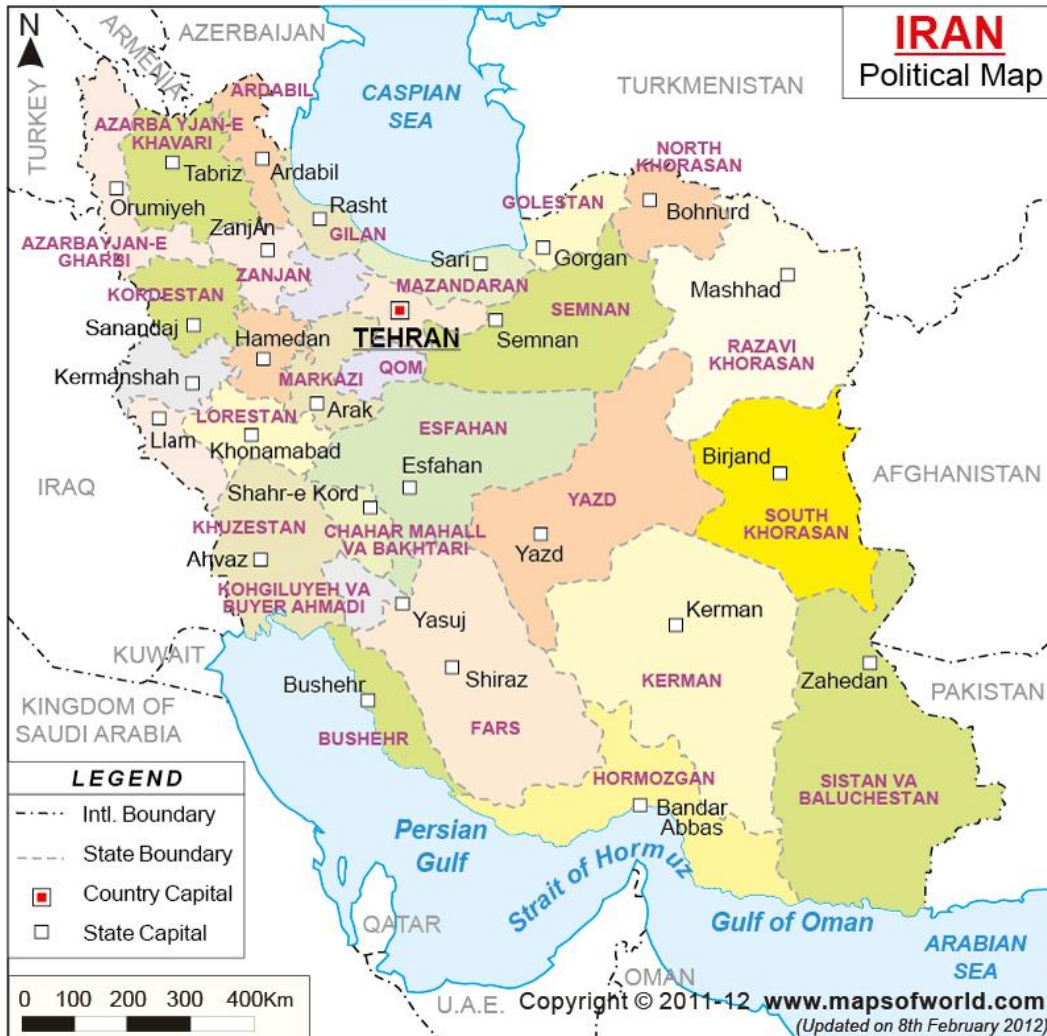 N
IRAN
Political Map
AZERBAIJAN
ARMENIA
TURKEY
TURKMENISTAN
CASPIAN
SEA
ARDABIL
AZARBA YJAN-E
KHAVARI
Tabriz
Ardabil
NORTH
KHORASAN
Bohnurd
Orumiyeh
Rasht
GILAN
GOLESTAN
Gorgan
ZanjÅn
AZARBAYJAN-E
GHARBI
ZANJAN
Sari
MAZANDARAN
Mashhad
KORDESTAN
SEMNAN
Sanandaj
Hamedan
TEHRAN
Semnan
RAZAVI
KHORASAN
Kermanshah
MARKAZI
QOM
Arak
LORESTAN
Llam
Khonamabad
ESFAHAN
Esfahan
Birjand
AFGHANISTAN
IRAQ
Shahr-e Kord
YAZD
SOUTH
KHORASAN
KHUZESTAN
CHAHAR MAHALL
VA BAKHTARI
Yazd
Ahvaz
KOHGILUYEH VA
BUYER AHMADI
Yasuj
Kerman
KUWAIT
Shiraz
KERMAN
Zahedan
Bushehr
PAKISTAN
KINGDOM OF
SAUDI ARABIA
BUSHEHR
FARS
HORMOZGAN
SISTAN VA
BALUCHESTAN
Bandar
Abbas
LEGEND
Intl. Boundary
State Boundary
Country Capital
State Capital
Persian
Gulf
Strait of Hormuz
Gulf of Oman
QATAR
ARABIAN
SEA
OMAN
U.A.E.
0 100 200 300 400Km
Copyright © 2011-12 www.mapsofworld.com
(Updated on 8th February 2012)